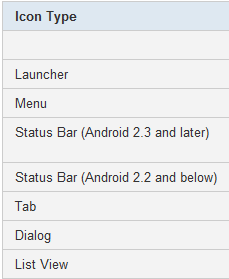 Icon Type
Launcher
Menu
Status Bar (Android 2.3 and later)
Status Bar (Android 2.2 and below)
Tab
Dialog
List View